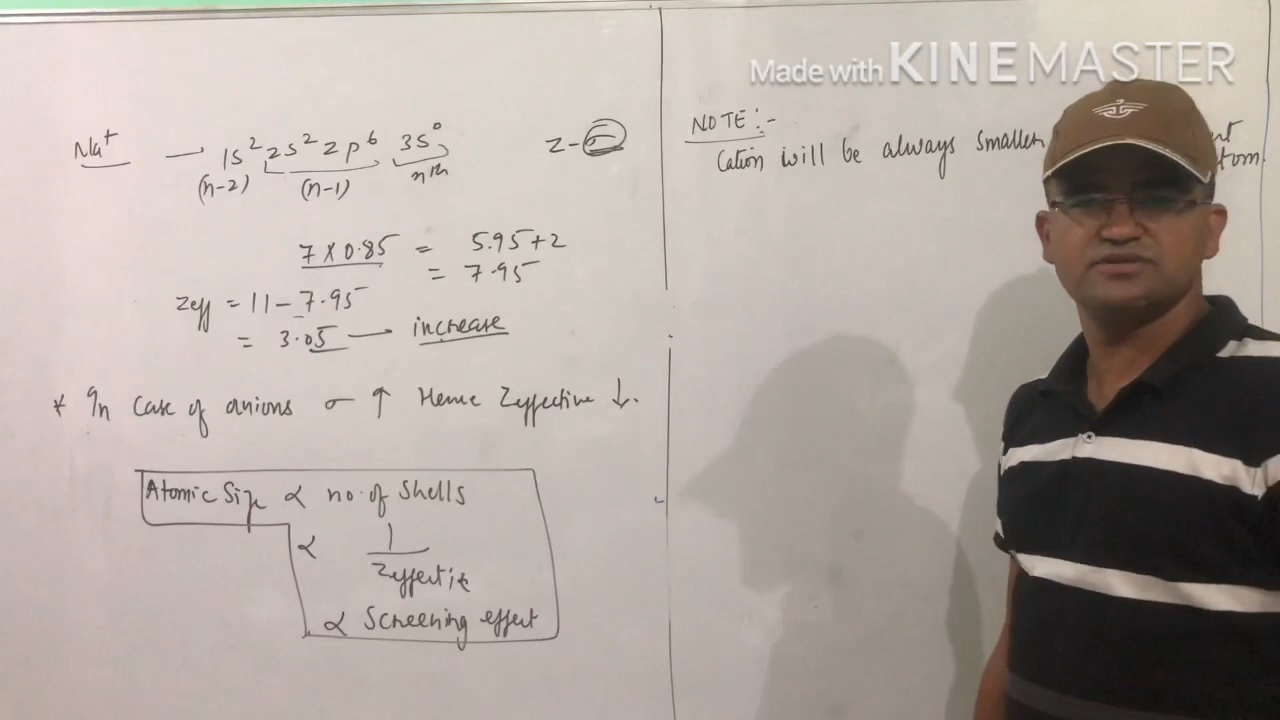 Made with KINEMASTER
Na⁺ — 1s² 2s² 2p⁶ 3s⁰ Z-σ
(n-2) (n-1) nth
7 X 0.85 = 5.95+2
= 7.95
Zeff = 11 - 7.95
= 3.05 — increase
* In case of anions σ ↑ Hence Zeffective ↓.
Atomic Size ∝ no. of shells
∝ 1
Zeffective
∝ Screening effect
NOTE:-
Cation will be always smaller